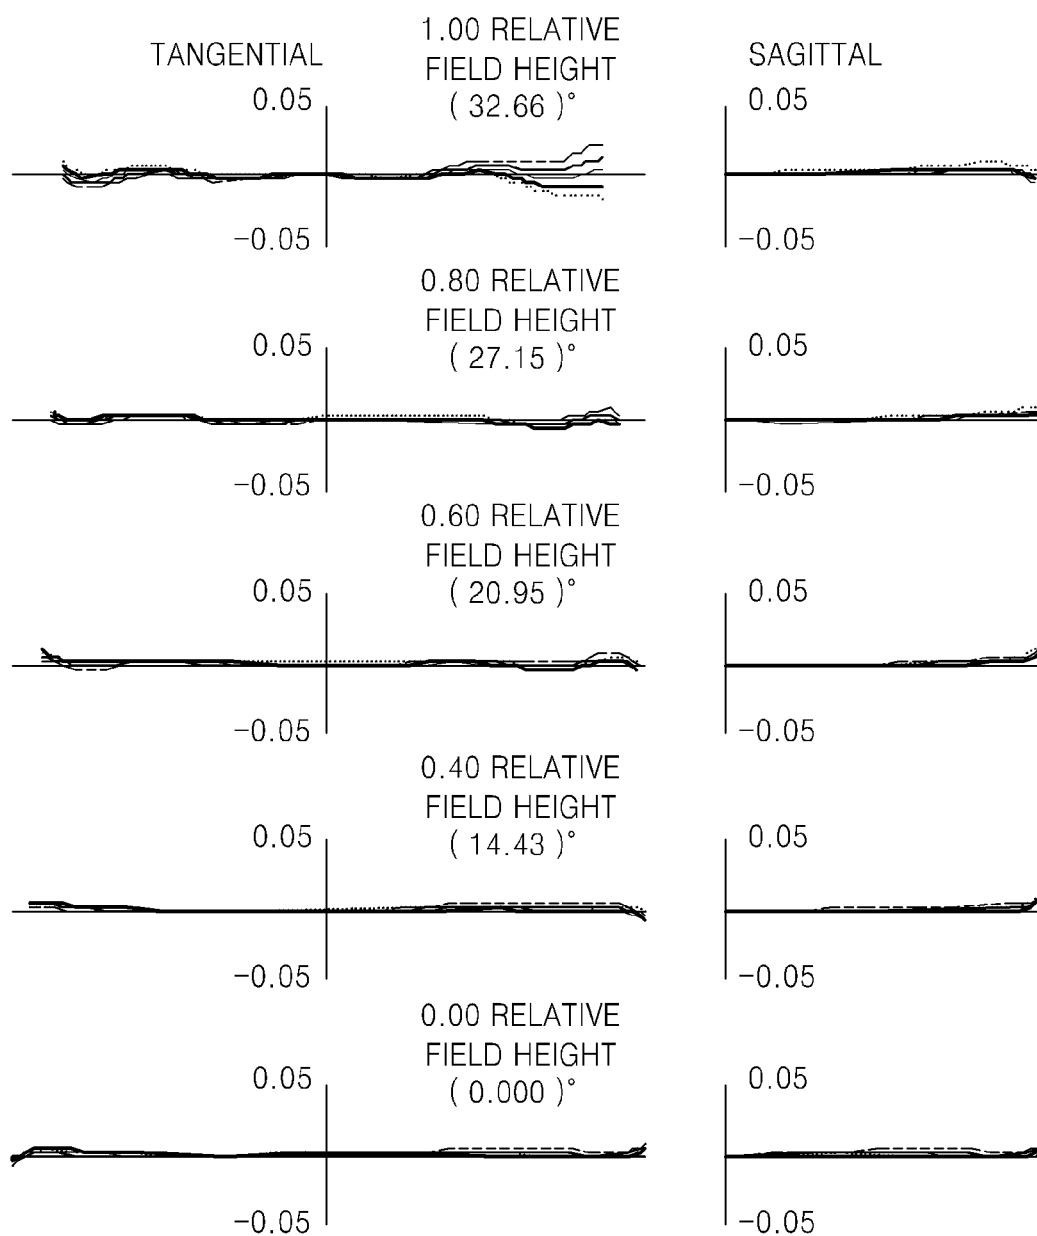 TANGENTIAL
1.00 RELATIVE
FIELD HEIGHT
( 32.66 )°
SAGITTAL
0.05
0.05
-0.05
-0.05
0.80 RELATIVE
FIELD HEIGHT
( 27.15 )°
0.05
0.05
-0.05
-0.05
0.60 RELATIVE
FIELD HEIGHT
( 20.95 )°
0.05
0.05
-0.05
-0.05
0.40 RELATIVE
FIELD HEIGHT
( 14.43 )°
0.05
0.05
-0.05
-0.05
0.00 RELATIVE
FIELD HEIGHT
( 0.000 )°
0.05
0.05
-0.05
-0.05